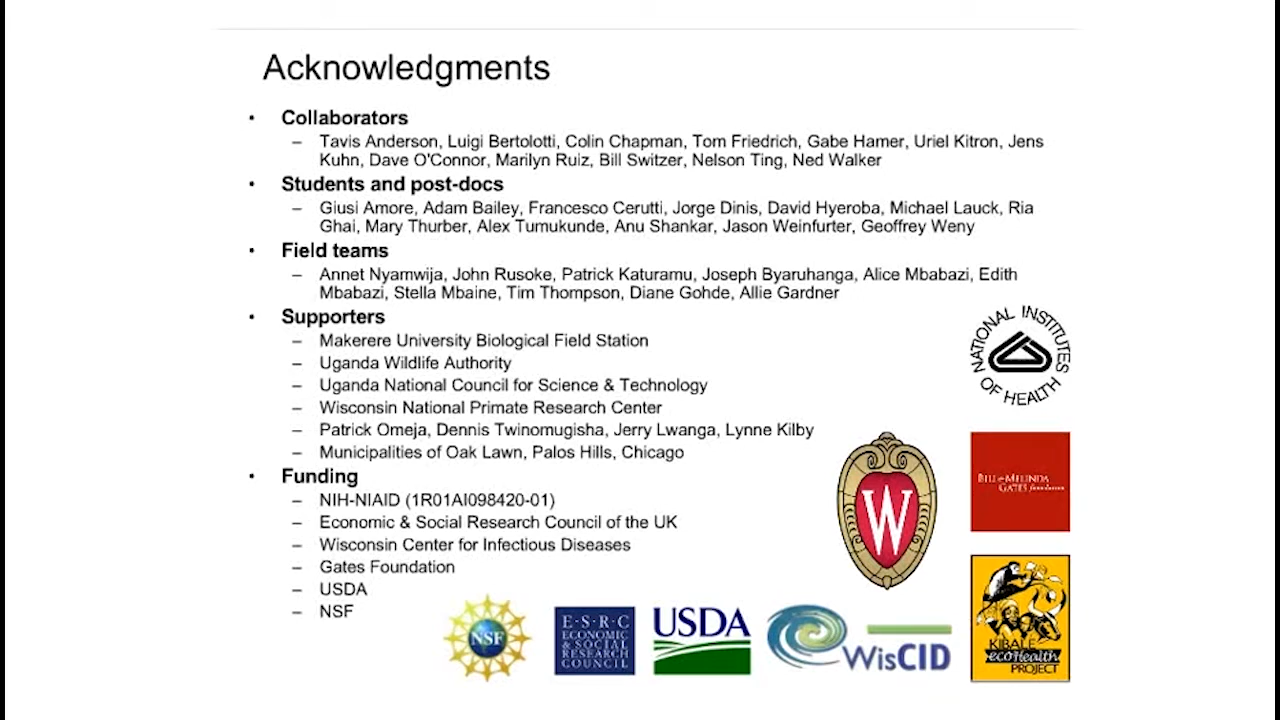 Acknowledgments
• Collaborators
– Tavis Anderson, Luigi Bertolotti, Colin Chapman, Tom Friedrich, Gabe Hamer, Uriel Kitron, Jens
Kuhn, Dave O'Connor, Marilyn Ruiz, Bill Switzer, Nelson Ting, Ned Walker
• Students and post-docs
– Giusi Amore, Adam Bailey, Francesco Cerutti, Jorge Dinis, David Hyeroba, Michael Lauck, Ria
Ghai, Mary Thurber, Alex Tumukunde, Anu Shankar, Jason Weinfurter, Geoffrey Weny
• Field teams
– Annet Nyamwija, John Rusoke, Patrick Katuramu, Joseph Byaruhanga, Alice Mbabazi, Edith
Mbabazi, Stella Mbaine, Tim Thompson, Diane Gohde, Allie Gardner
• Supporters
– Makerere University Biological Field Station
– Uganda Wildlife Authority
– Uganda National Council for Science & Technology
– Wisconsin National Primate Research Center
– Patrick Omeja, Dennis Twinomugisha, Jerry Lwanga, Lynne Kilby
– Municipalities of Oak Lawn, Palos Hills, Chicago
• Funding
– NIH-NIAID (1R01AI098420-01)
– Economic & Social Research Council of the UK
– Wisconsin Center for Infectious Diseases
– Gates Foundation
– USDA
– NSF
NATIONAL INSTITUTES
OF HEALTH
W
BILL & MELINDA
GATES foundation
NSF
E·S·R·C
ECONOMIC
& SOCIAL
RESEARCH
COUNCIL
USDA
WisCID
KIBALE
ecoHealth
PROJECT